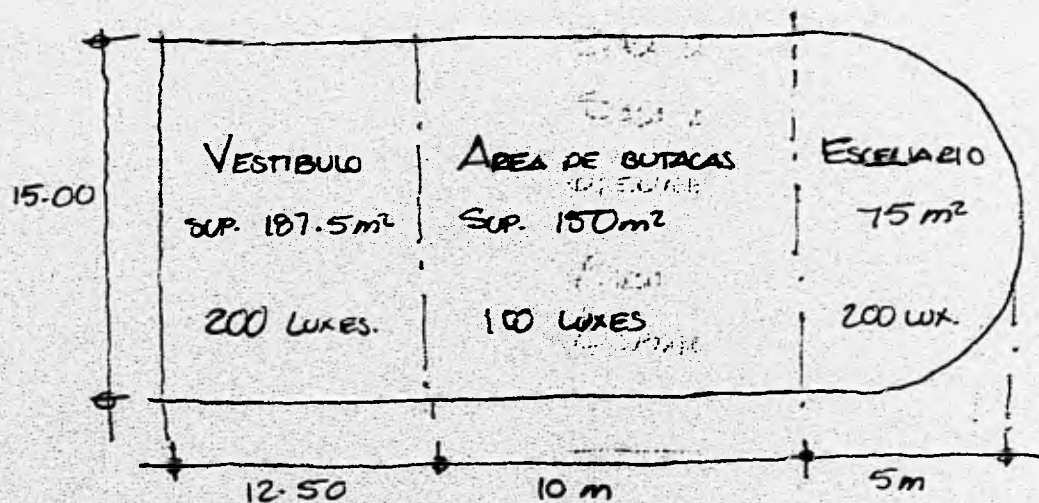 VESTIBULO
SUP. 187.5m²
200 LUXES.
AREA DE BUTACAS
SUP. 150m²
100 LUXES
ESCENARIO
75 m²
200 LUX.
15.00
12.50
10 m
5m